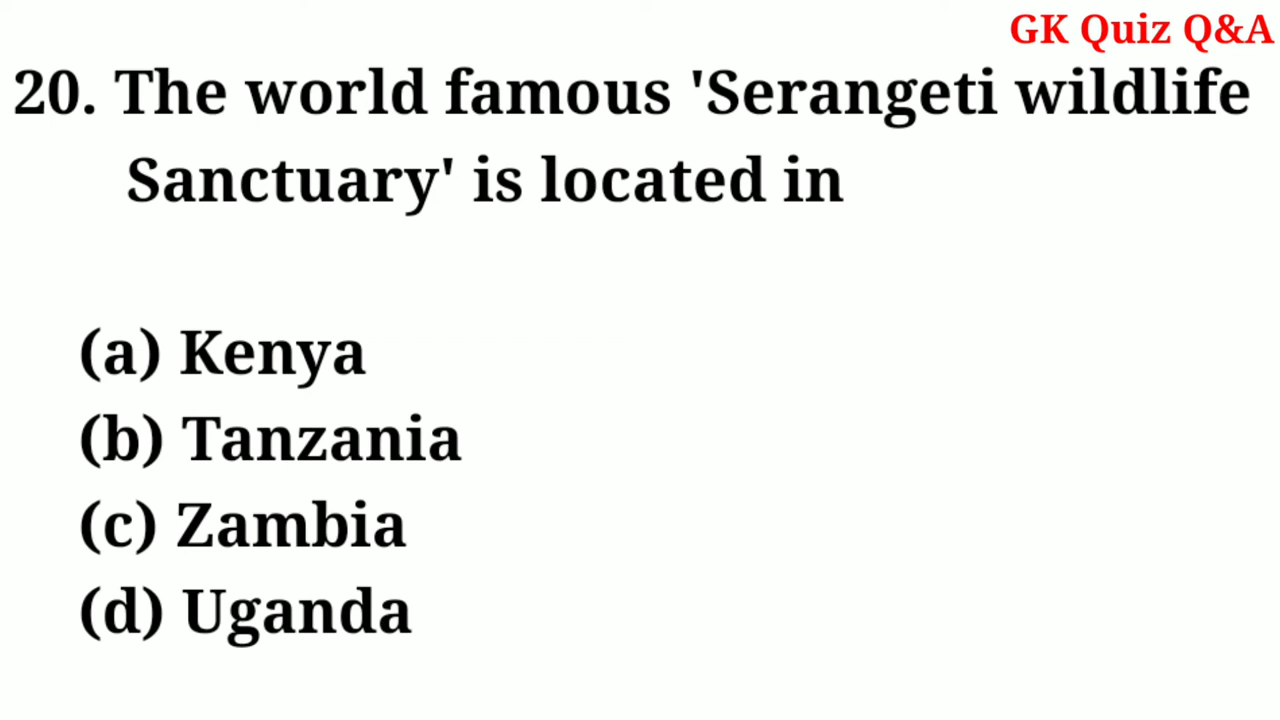 GK Quiz Q&A
20. The world famous 'Serangeti wildlife
Sanctuary' is located in
(a) Kenya
(b) Tanzania
(c) Zambia
(d) Uganda